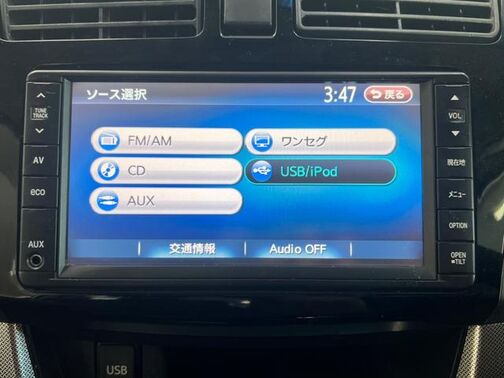 ソース選択 3:47 戻る
TUNE
TRACK
VOL
FM/AM ワンセグ
AV
現在地
CD USB/iPod
eco
メニュー
AUX
OPTION
AUX 交通情報 Audio OFF
OPEN
TILT
USB